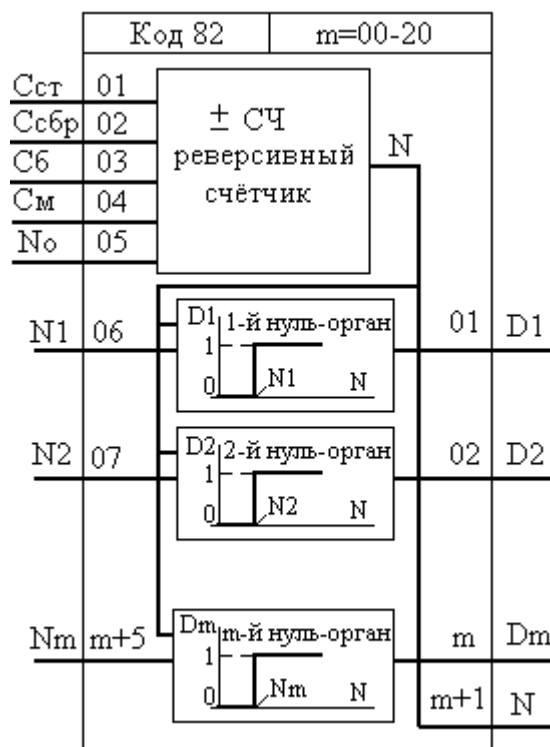 Код 82 m=00-20
Сст 01
Ссбр 02
Сб 03
См 04
No 05
± СЧ
реверсивный
счётчик
N
N1 06
D1 1-й нуль-орган
1
0
N1 N
01 D1
N2 07
D2 2-й нуль-орган
1
0
N2 N
02 D2
Nm m+5
Dm m-й нуль-орган
1
0
Nm N
m Dm
m+1 N